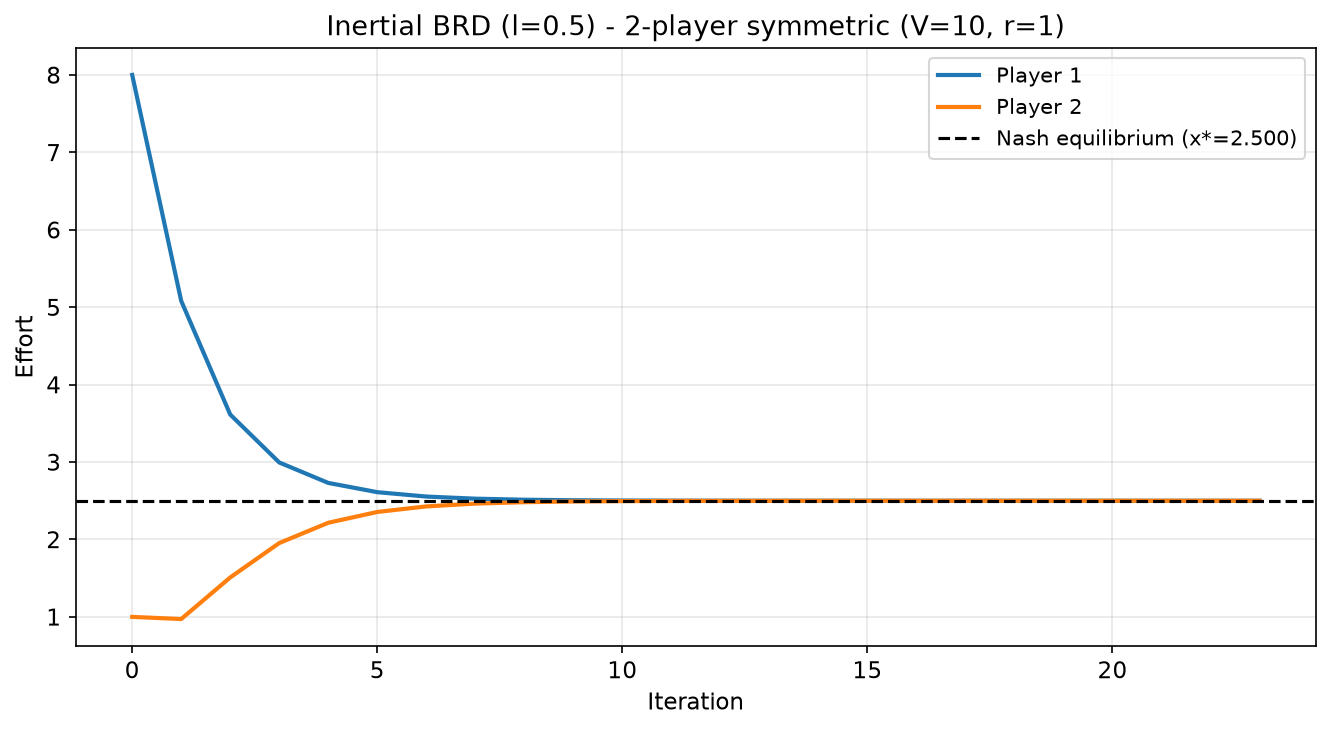 Inertial BRD (l=0.5) - 2-player symmetric (V=10, r=1)
Player 1
Player 2
Nash equilibrium (x*=2.500)
8
7
6
5
4
3
2
1
Effort
0
5
10
15
20
Iteration